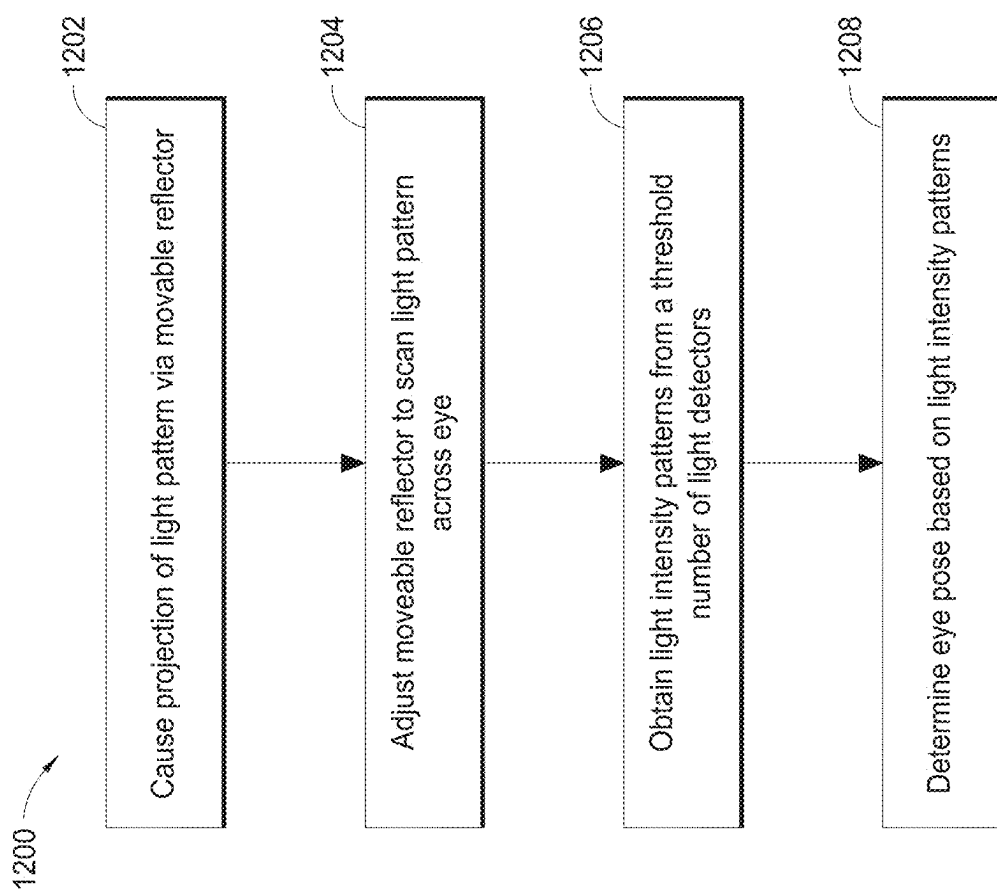 1200
1202
Cause projection of light pattern via movable reflector
1204
Adjust moveable reflector to scan light pattern
across eye
1206
Obtain light intensity patterns from a threshold
number of light detectors
1208
Determine eye pose based on light intensity patterns